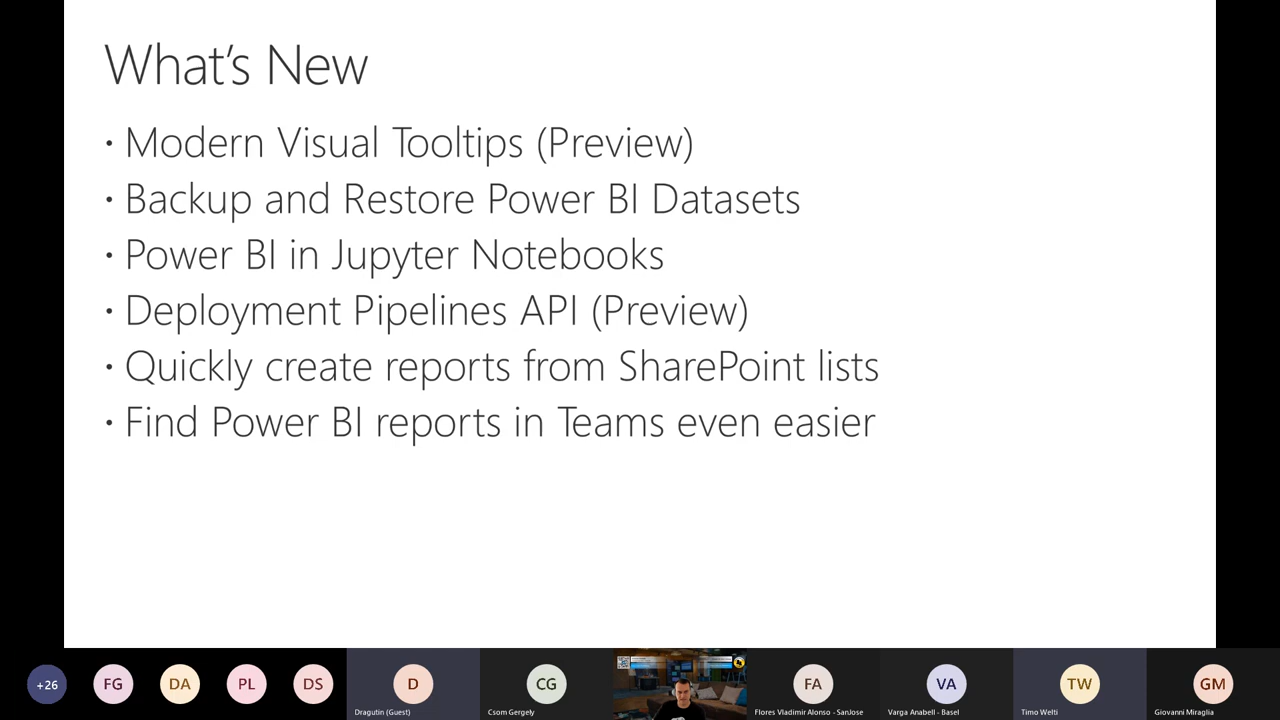 What's New
• Modern Visual Tooltips (Preview)
• Backup and Restore Power BI Datasets
• Power BI in Jupyter Notebooks
• Deployment Pipelines API (Preview)
• Quickly create reports from SharePoint lists
• Find Power BI reports in Teams even easier
+26 FG DA PL DS D CG FA VA TW GM
Dragutin (Guest) Csom Gergely Flores Vladimir Alonso - SanJose Varga Anabell - Basel Timo Welti Giovanni Miraglia